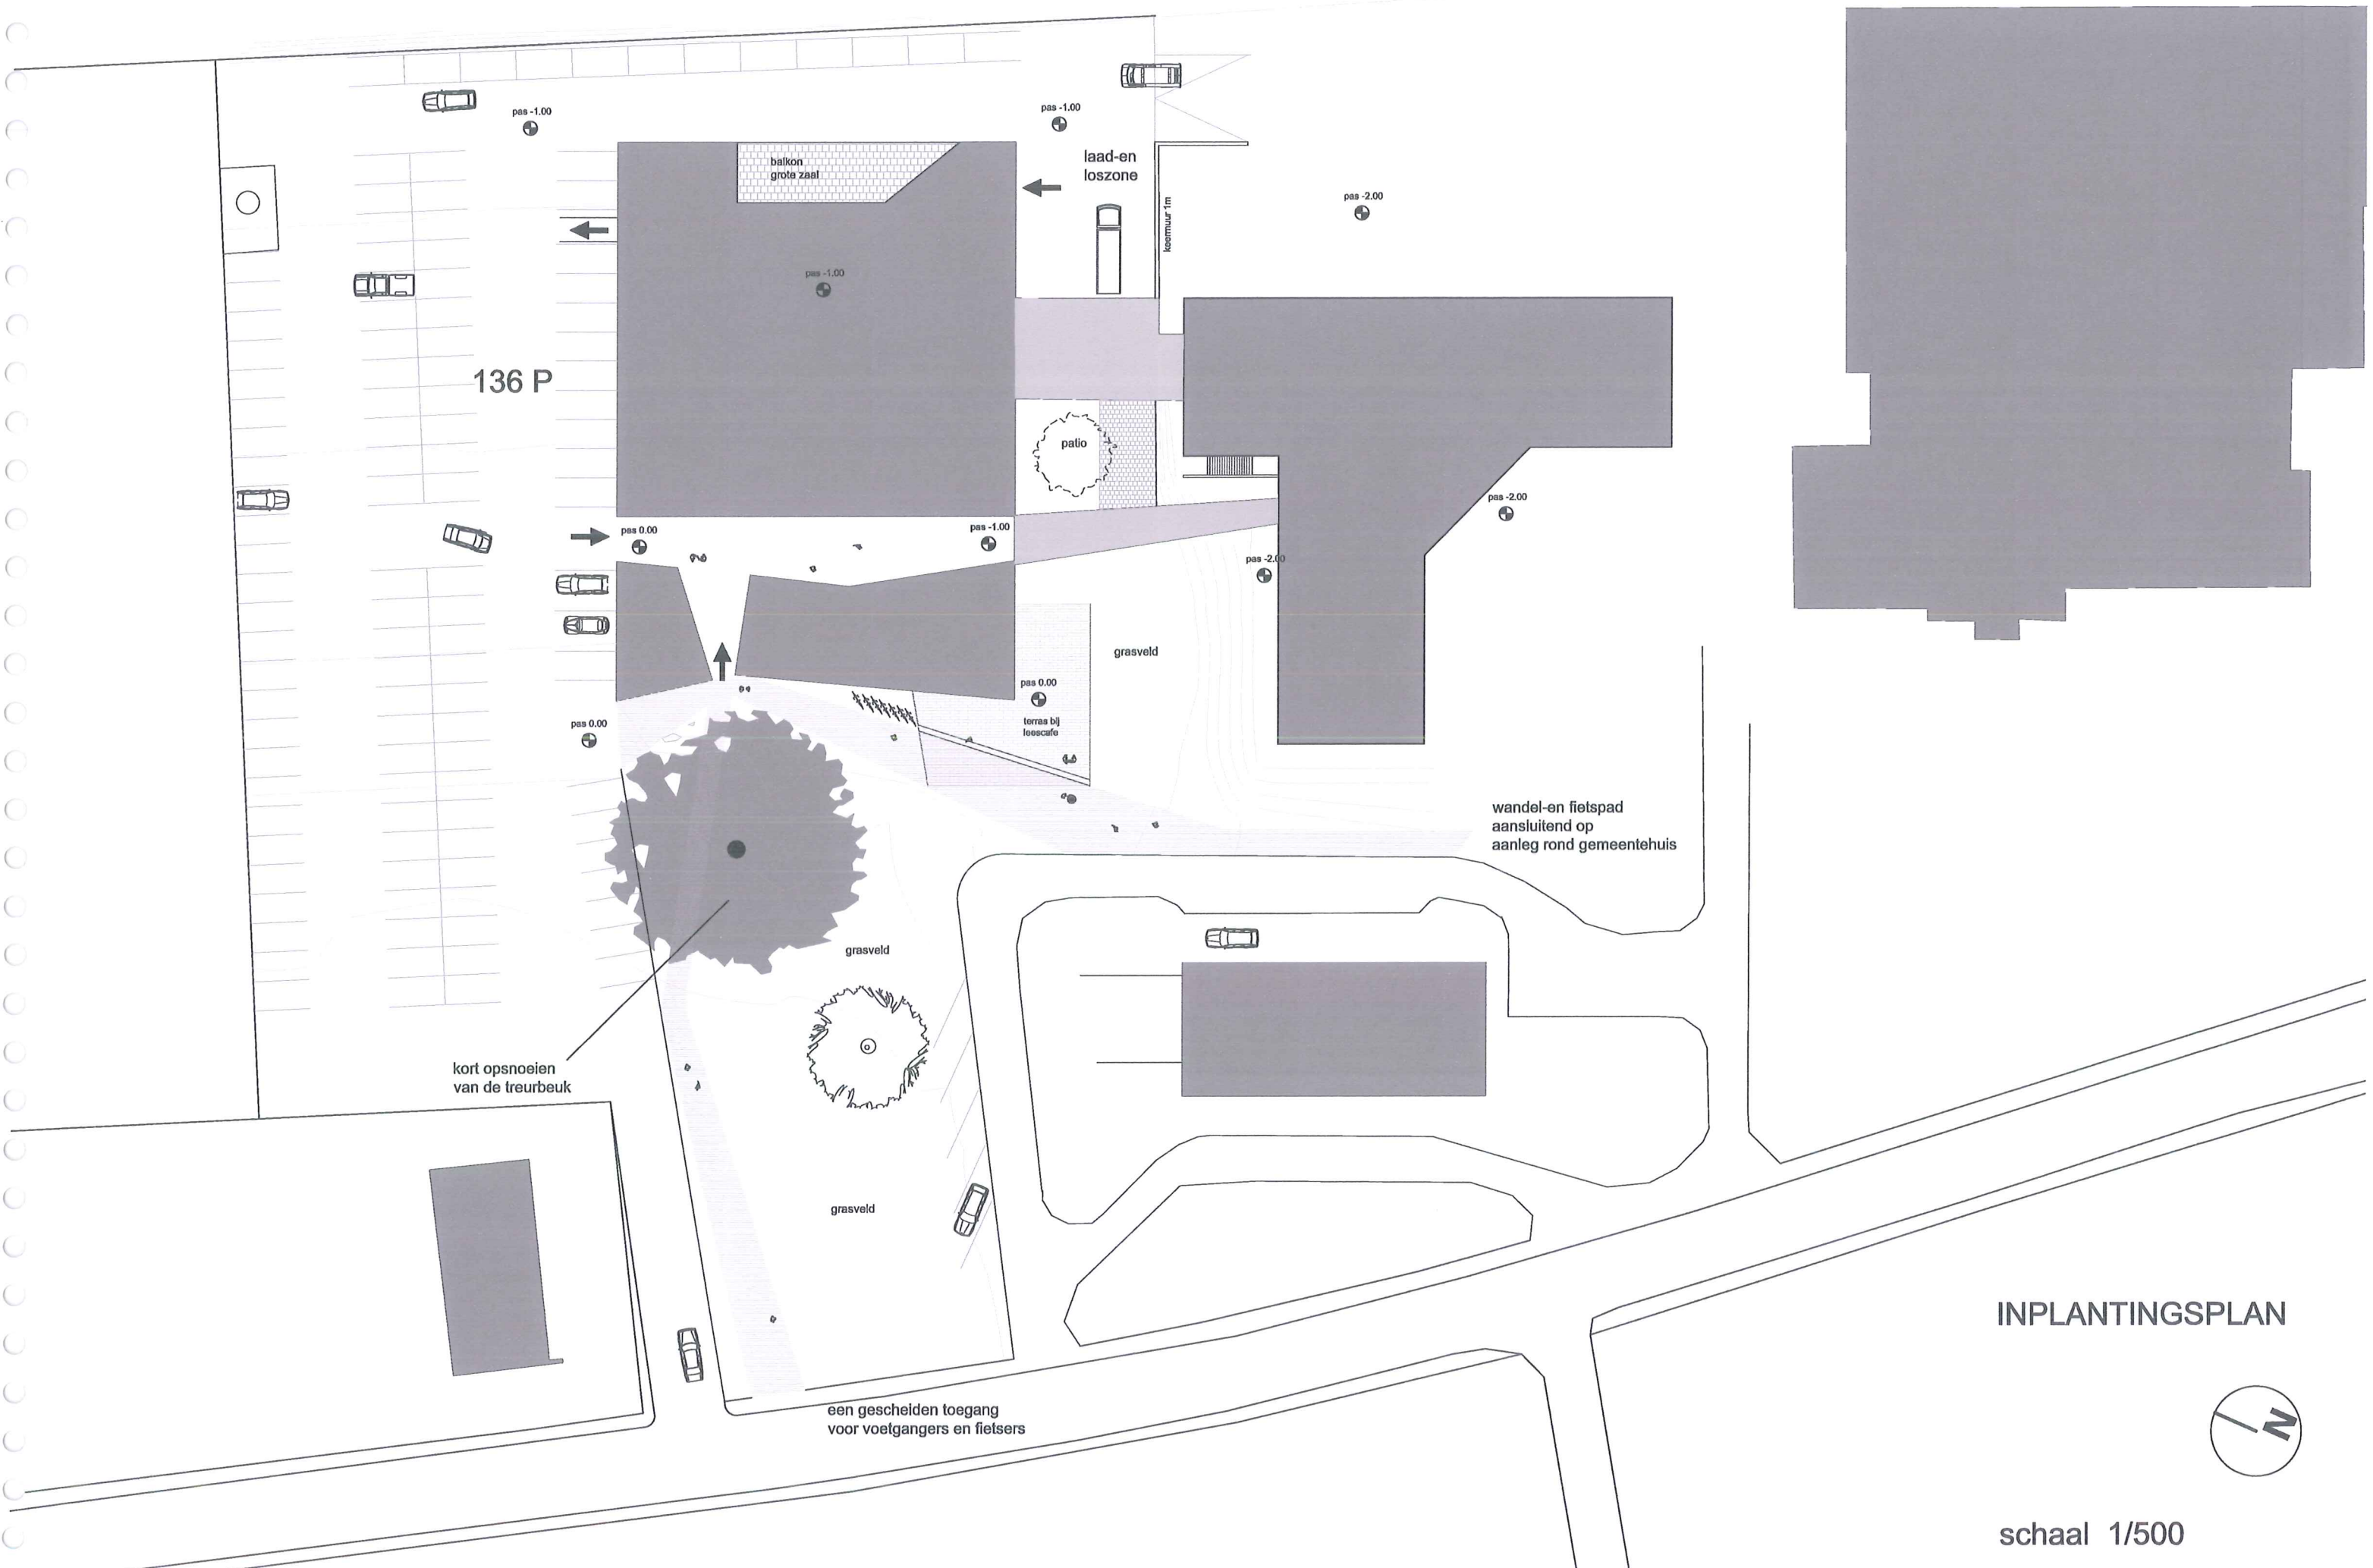 pas -1.00
pas -1.00
balkon
grote zaal
laad-en
loszone
keermuur 1m
pas -2.00
pas -1.00
136 P
patio
pas -2.00
pas 0.00
pas -1.00
pas -2.00
grasveld
pas 0.00
terras bij
leescafe
pas 0.00
wandel-en fietspad
aansluitend op
aanleg rond gemeentehuis
grasveld
kort opsnoeien
van de treurbeuk
grasveld
een gescheiden toegang
voor voetgangers en fietsers
INPLANTINGSPLAN
N
schaal 1/500